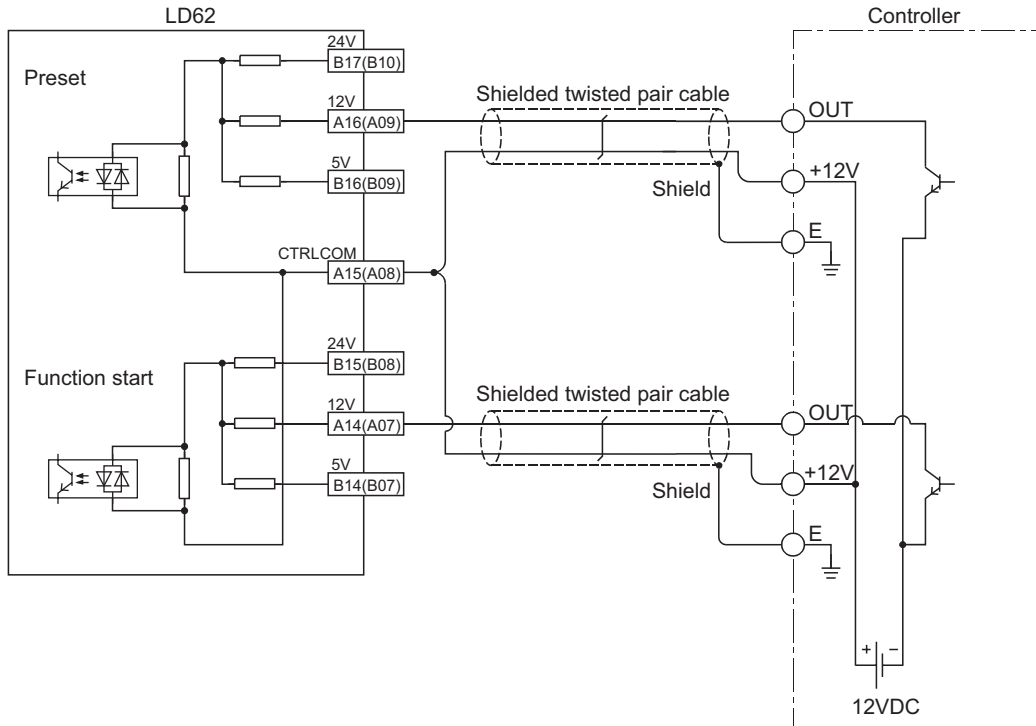 LD62
Controller
Preset
24V
B17(B10)
12V
A16(A09)
5V
B16(B09)
CTRLCOM
A15(A08)
Shielded twisted pair cable
Shield
OUT
+12V
E
Function start
24V
B15(B08)
12V
A14(A07)
5V
B14(B07)
Shielded twisted pair cable
Shield
OUT
+12V
E
+ −
12VDC